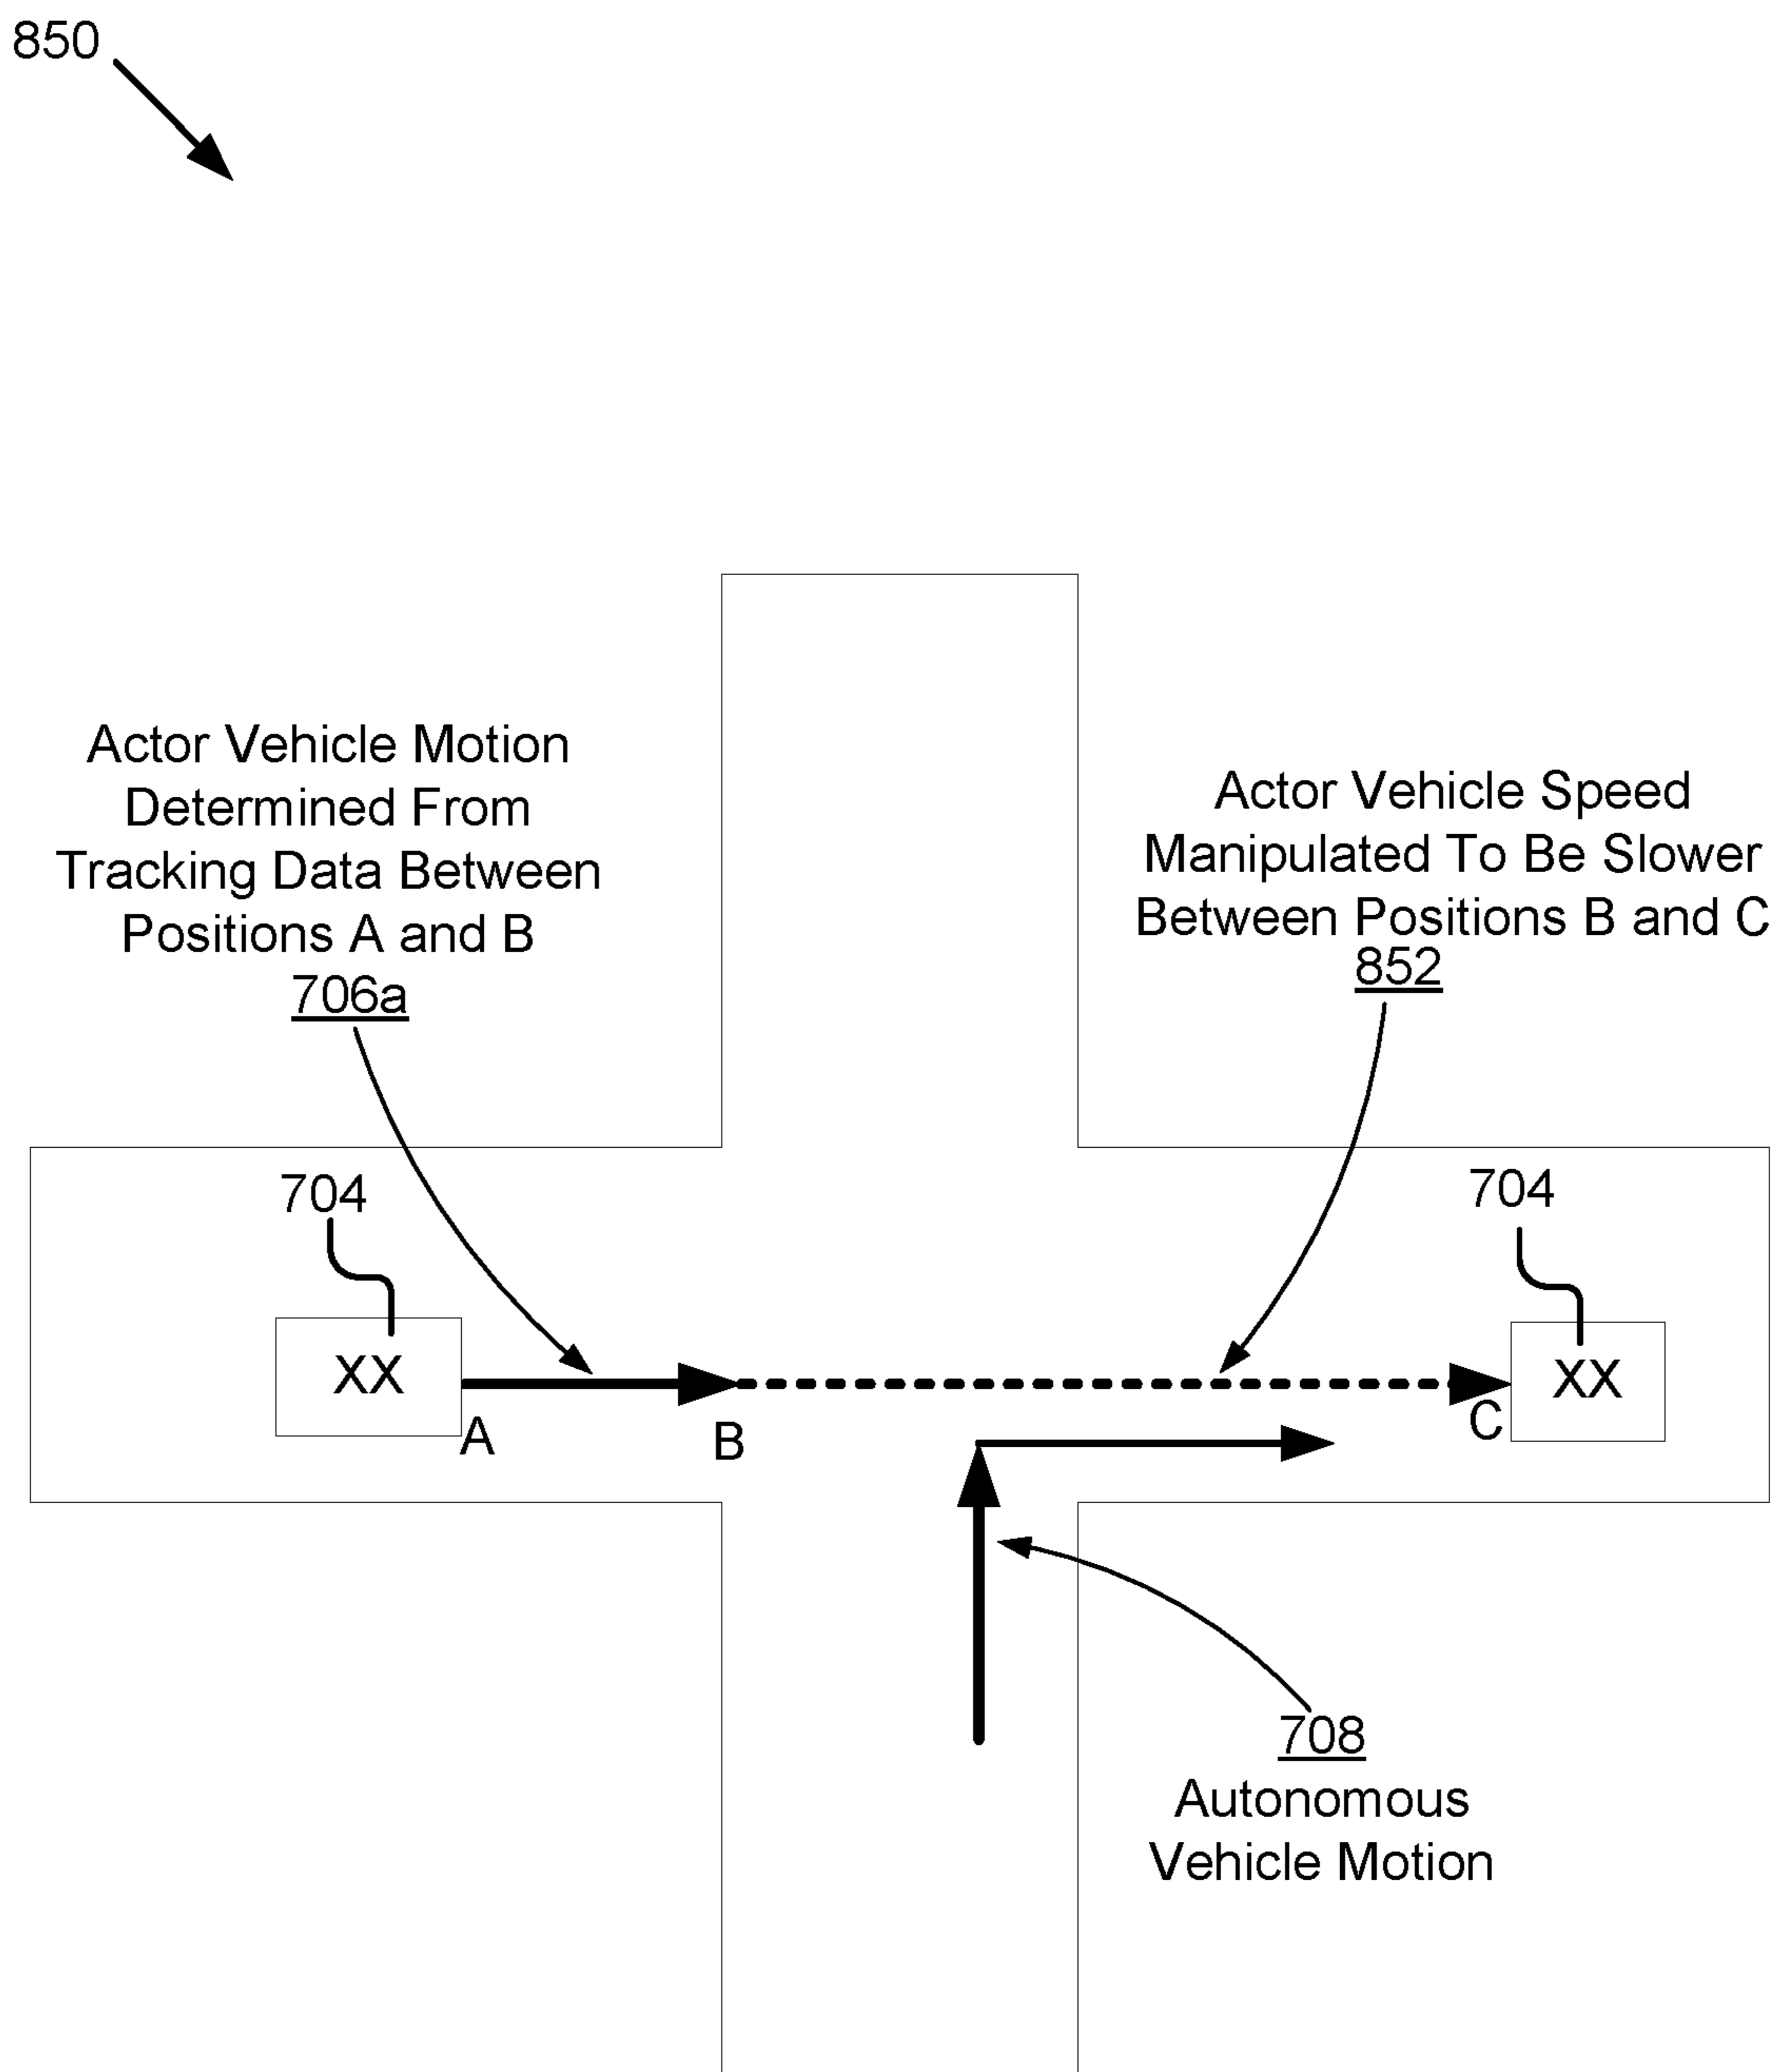 850
Actor Vehicle Motion
Determined From
Tracking Data Between
Positions A and B
706a
Actor Vehicle Speed
Manipulated To Be Slower
Between Positions B and C
852
704
704
XX
XX
A
B
C
708
Autonomous
Vehicle Motion